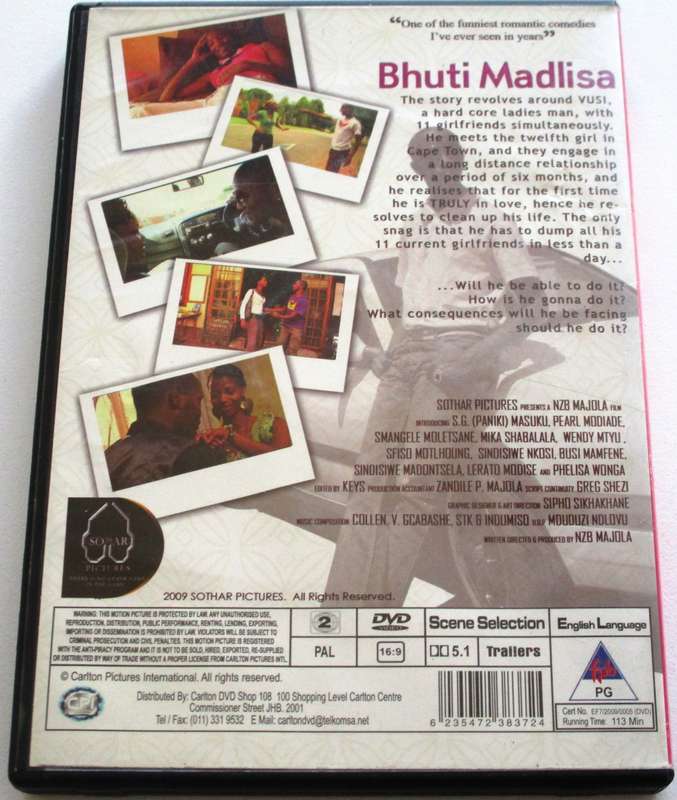 “One of the funniest romantic comedies
I've ever seen in years”
Bhuti Madlisa
The story revolves around VUSI,
a hard core ladies man, with
11 girlfriends simultaneously.
He meets the twelfth girl in
Cape Town, and they engage in
a long distance relationship
over a period of six months, and
he realises that for the first time
he is TRULY in love, hence he re-
solves to clean up his life. The only
snag is that he has to dump all his
11 current girlfriends in less than a
day...
...Will he be able to do it?
How is he gonna do it?
What consequences will he be facing
should he do it?
SOTHAR PICTURES PRESENTS A NZB MAJOLA FILM
INTRODUCING S.G. (PANIKI) MASUKU, PEARL MODIADE,
SMANGELE MOLETSANE, MIKA SHABALALA, WENDY MTYU .
SFISO MOTLHOUNG, SINDISIWE NKOSI, BUSI MAMFENE,
SINDISIWE MADONTSELA, LERATO MODISE AND PHELISA WONGA
EDITED BY KEYS PRODUCTION ACCOUNTANT ZANDILE P. MAJOLA SCRIPT CONTINUITY GREG SHEZI
GRAPHIC DESIGNER & ART DIRECTION SIPHO SIKHAKHANE
MUSIC COMPOSITION COLLEN, V. GCABASHE, STK & NDUMISO D.O.P MDUDUZI NDLOVU
WRITTEN DIRECTED & PRODUCED BY NZB MAJOLA
SOTHAR
PICTURES
2009 SOTHAR PICTURES. All Rights Reserved.
WARNING: THIS MOTION PICTURE IS PROTECTED BY LAW. ANY UNAUTHORISED USE,
REPRODUCTION, DISTRIBUTION, PUBLIC PERFORMANCE, RENTING, LENDING, EXPORTING,
IMPORTING OR DISSEMINATION IS PROHIBITED BY LAW. VIOLATORS WILL BE SUBJECT TO
CRIMINAL PROSECUTION AND CIVIL PENALTIES. THIS MOTION PICTURE IS REGISTERED
WITH THE ANTI-PIRACY PROGRAM AND IT IS NOT TO BE SOLD, HIRED, EXPORTED, RE-SUPPLIED
OR DISTRIBUTED BY WAY OF TRADE WITHOUT A PROPER LICENSE FROM CARLTON PICTURES INTL.
2
PAL
DVD
VIDEO
16:9
Scene Selection
5.1 Trailers
English Language
PG
© Carlton Pictures International. All rights reserved.
CPI
Distributed By: Carlton DVD Shop 108 100 Shopping Level Carlton Centre
Commissioner Street JHB. 2001
Tel / Fax: (011) 331 9532 E Mail: carltondvd@telkomsa.net
6 235472 383724
Cert No. EF7/2009/0005 (DVD)
Running Time: 113 Min